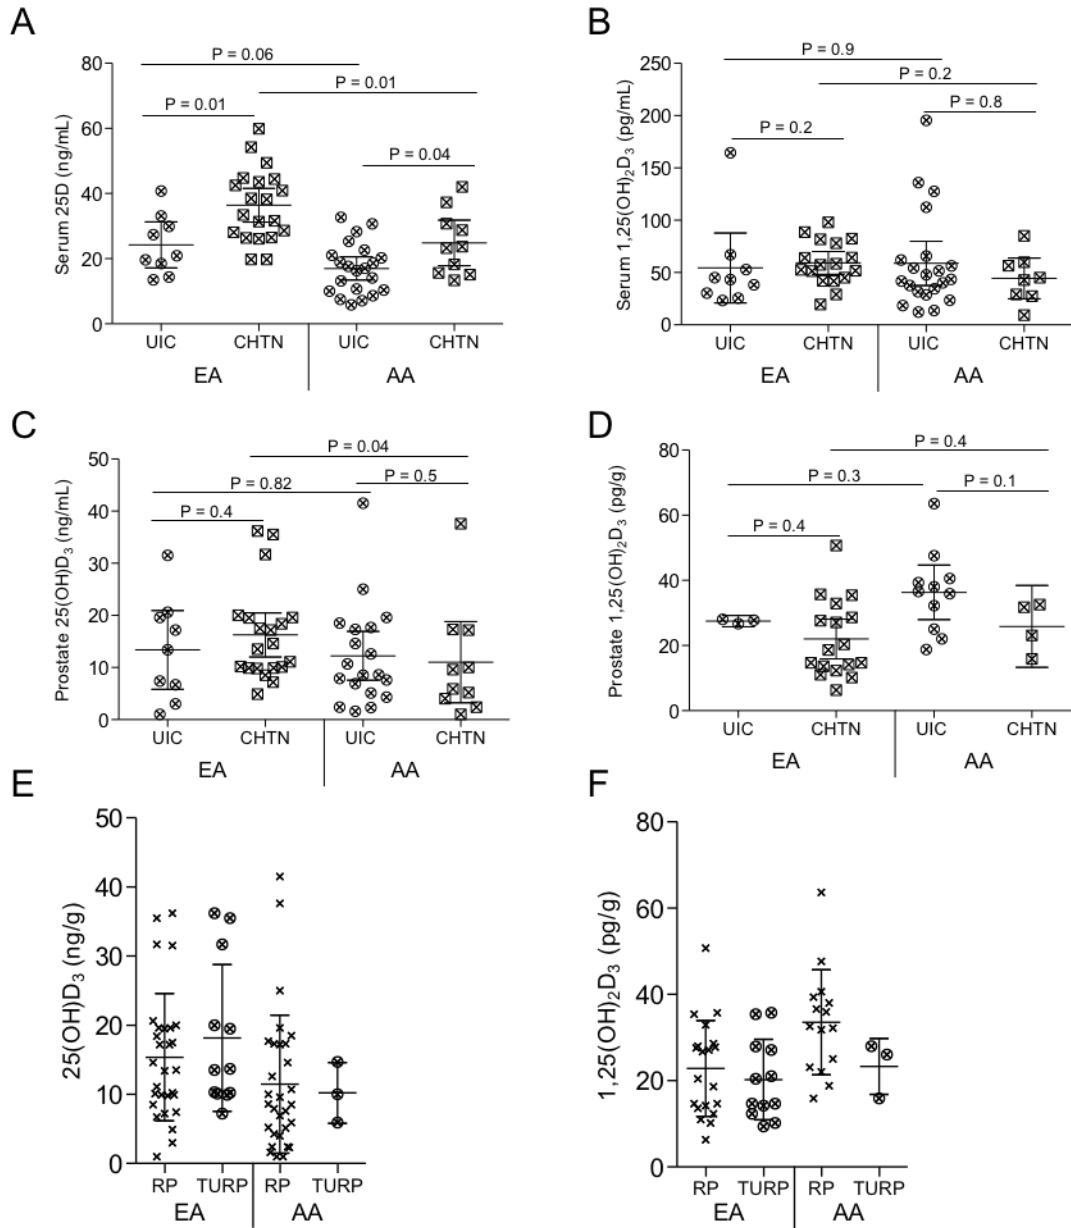 A
P = 0.06
P = 0.01
P = 0.01
P = 0.04
Serum 25D (ng/mL)
80
60
40
20
0
UIC CHTN UIC CHTN
EA AA
B
P = 0.9
P = 0.2
P = 0.8
P = 0.2
Serum 1,25(OH)₂D₃ (pg/mL)
250
200
150
100
50
0
UIC CHTN UIC CHTN
EA AA
C
P = 0.04
P = 0.82
P = 0.5
P = 0.4
Prostate 25(OH)D₃ (ng/mL)
50
40
30
20
10
0
UIC CHTN UIC CHTN
EA AA
D
P = 0.4
P = 0.3
P = 0.1
P = 0.4
Prostate 1,25(OH)₂D₃ (pg/g)
80
60
40
20
0
UIC CHTN UIC CHTN
EA AA
E
25(OH)D₃ (ng/g)
50
40
30
20
10
0
RP TURP RP TURP
EA AA
F
1,25(OH)₂D₃ (pg/g)
80
60
40
20
0
RP TURP RP TURP
EA AA